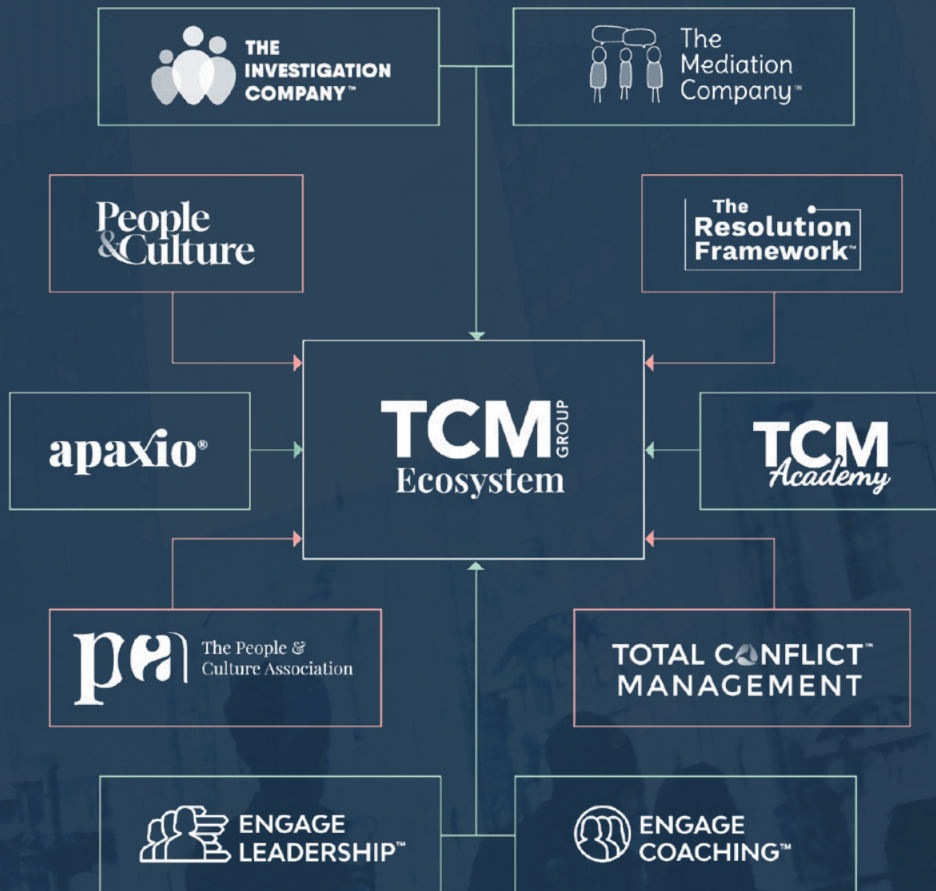 THE
INVESTIGATION
COMPANY™
The
Mediation
Company™
People
&Culture
The
Resolution
Framework™
apaxio®
TCM GROUP
Ecosystem
TCM
Academy
pca
The People &
Culture Association
TOTAL CONFLICT™
MANAGEMENT
ENGAGE
LEADERSHIP™
ENGAGE
COACHING™